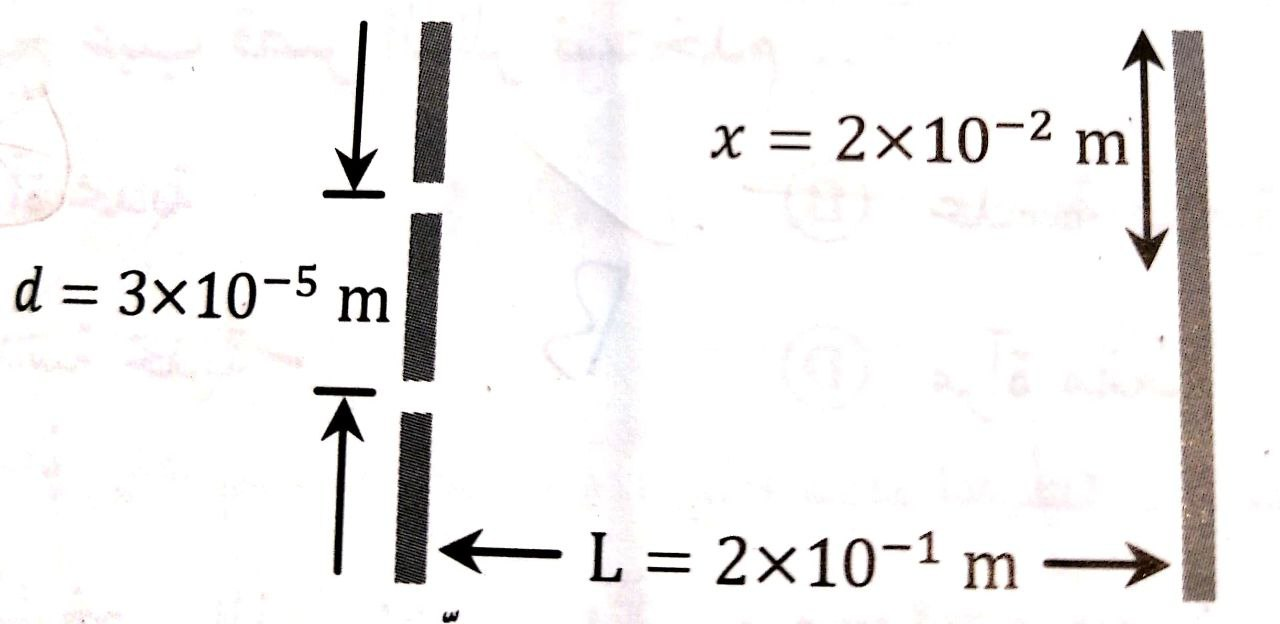 x = 2×10⁻² m
d = 3×10⁻⁵ m
L = 2×10⁻¹ m